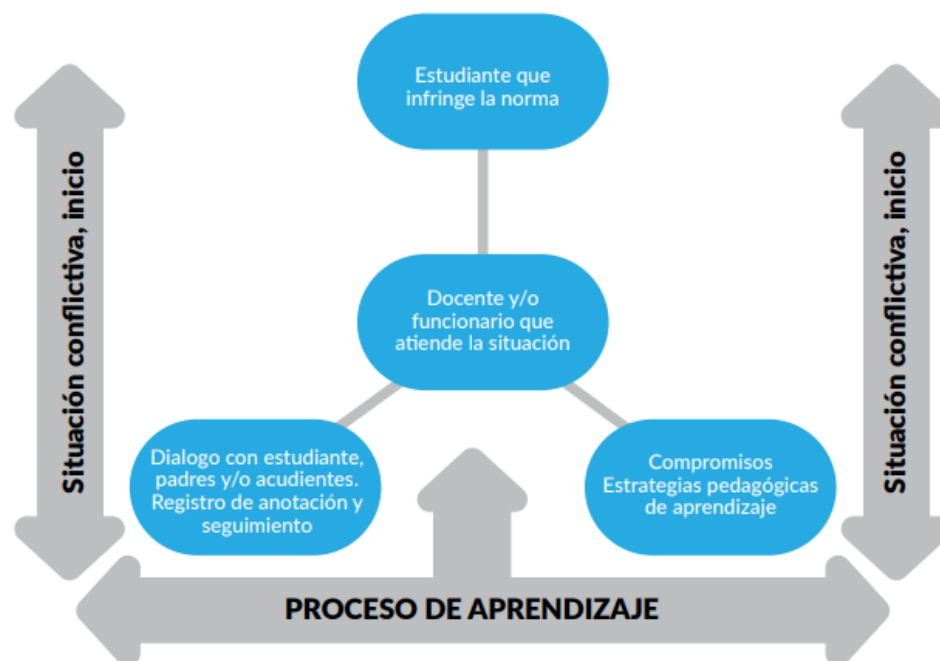 Estudiante que
infringe la norma
Situación conflictiva, inicio
Situación conflictiva, inicio
Docente y/o
funcionario que
atiende la situación
Dialogo con estudiante,
padres y/o acudientes.
Registro de anotación y
seguimiento
Compromisos
Estrategias pedagógicas
de aprendizaje
PROCESO DE APRENDIZAJE